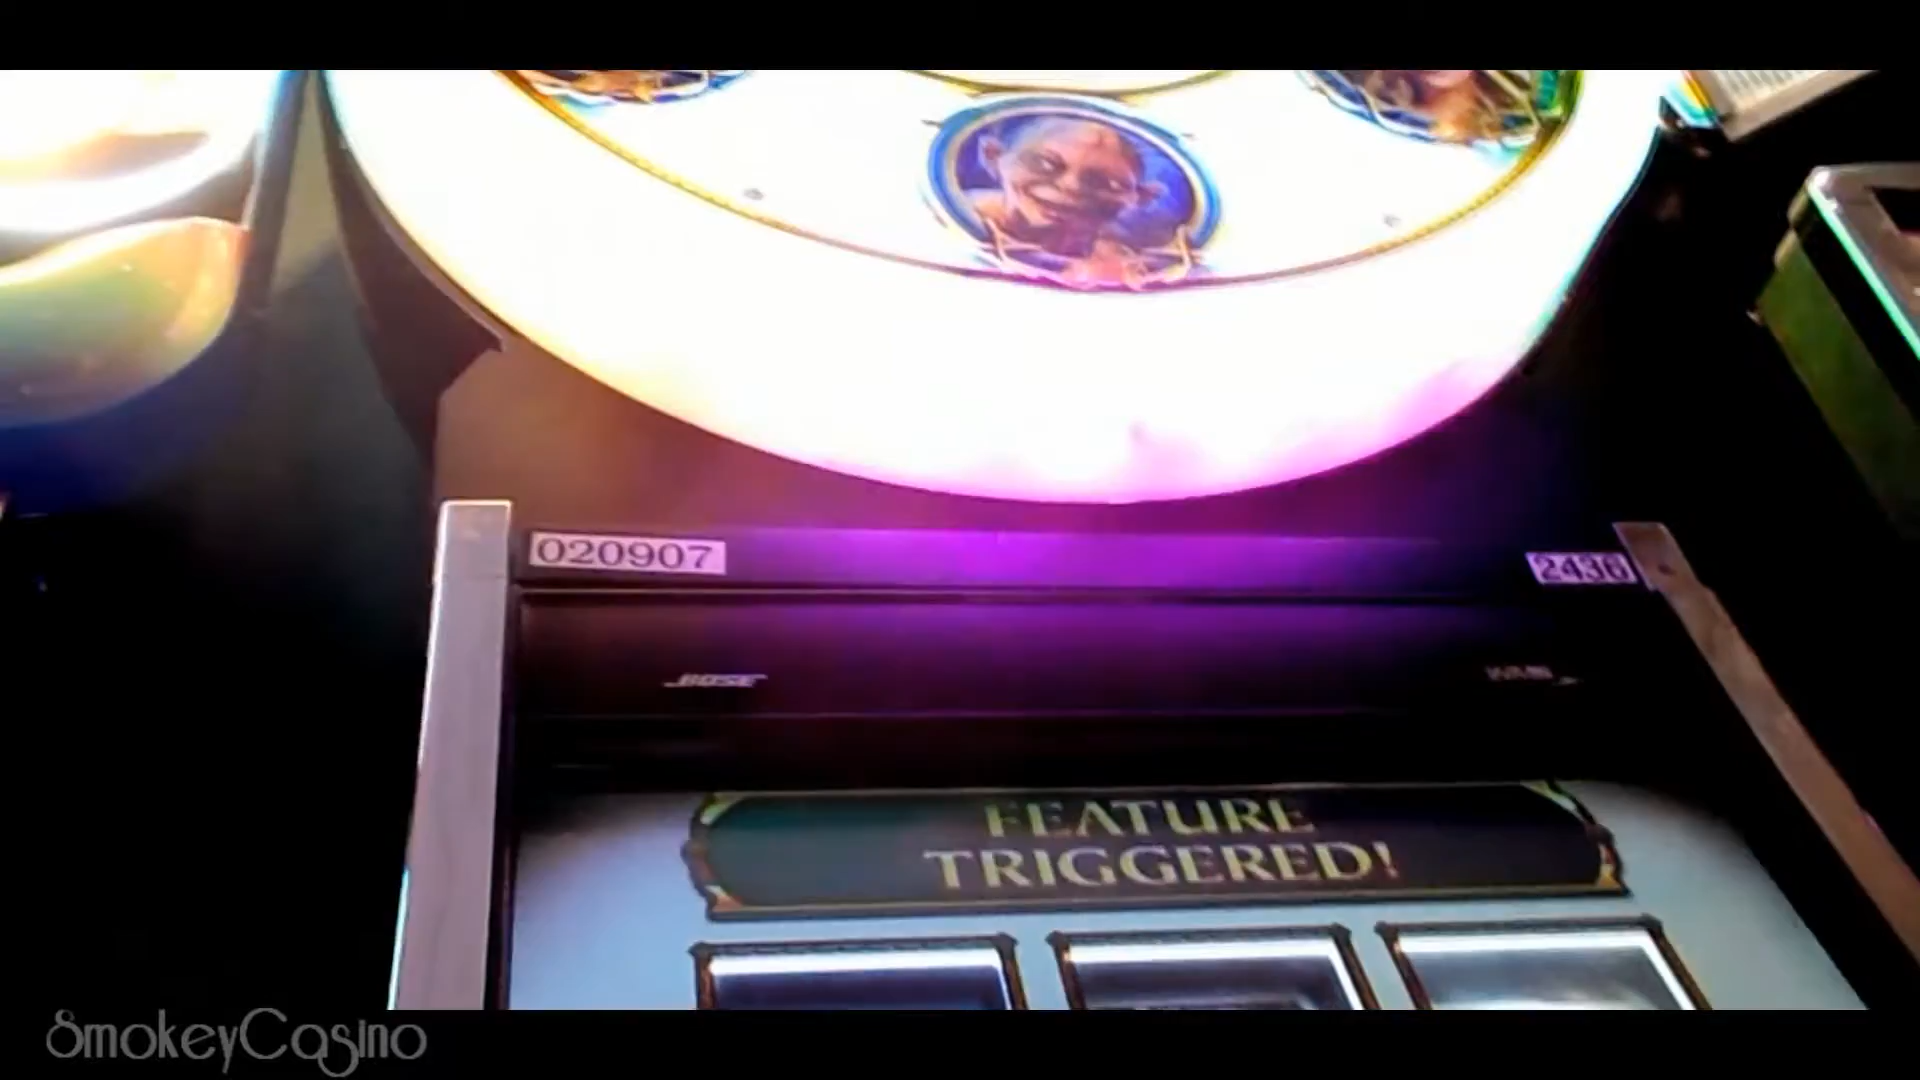 020907
2436
BOSE
FEATURE
TRIGGERED!
SmokeyCasino